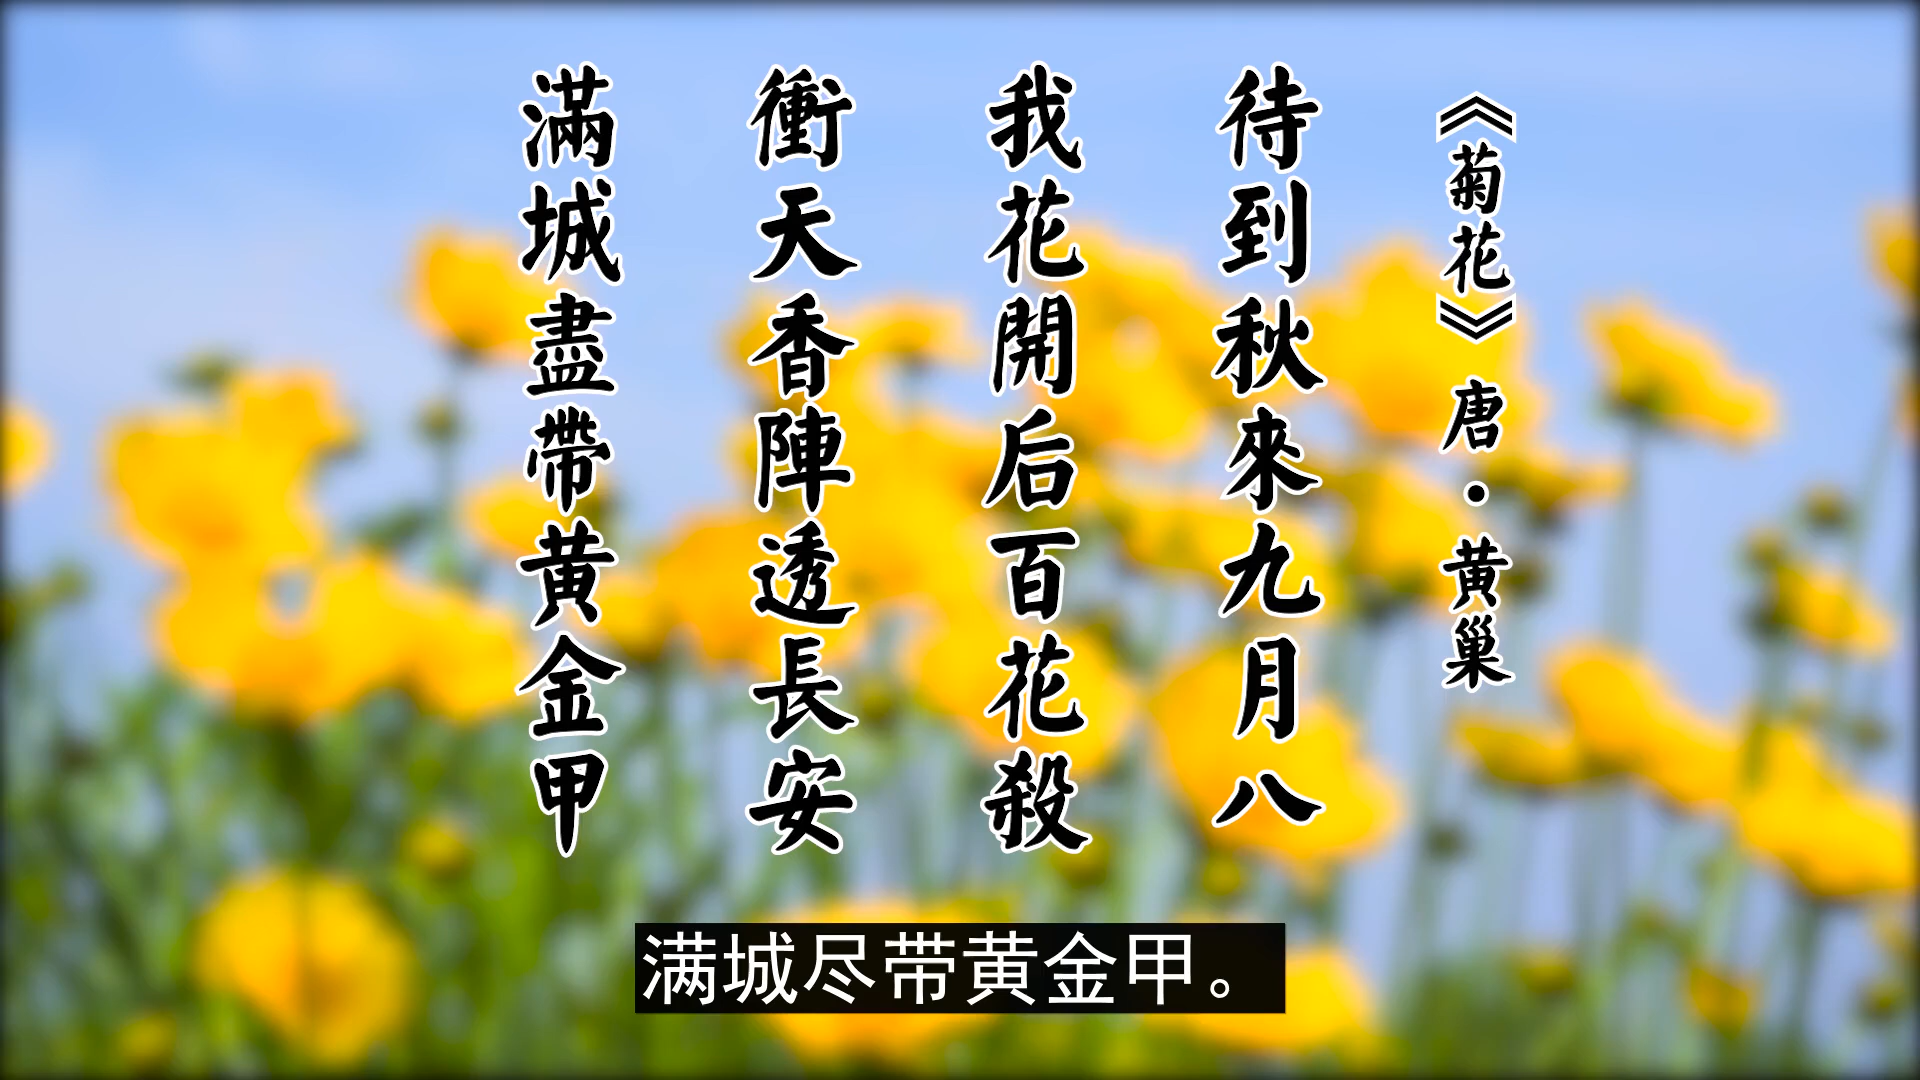 《菊花》唐·黄巢
待到秋來九月八
我花開后百花殺
衝天香陣透長安
滿城盡帶黄金甲
满城尽带黄金甲。